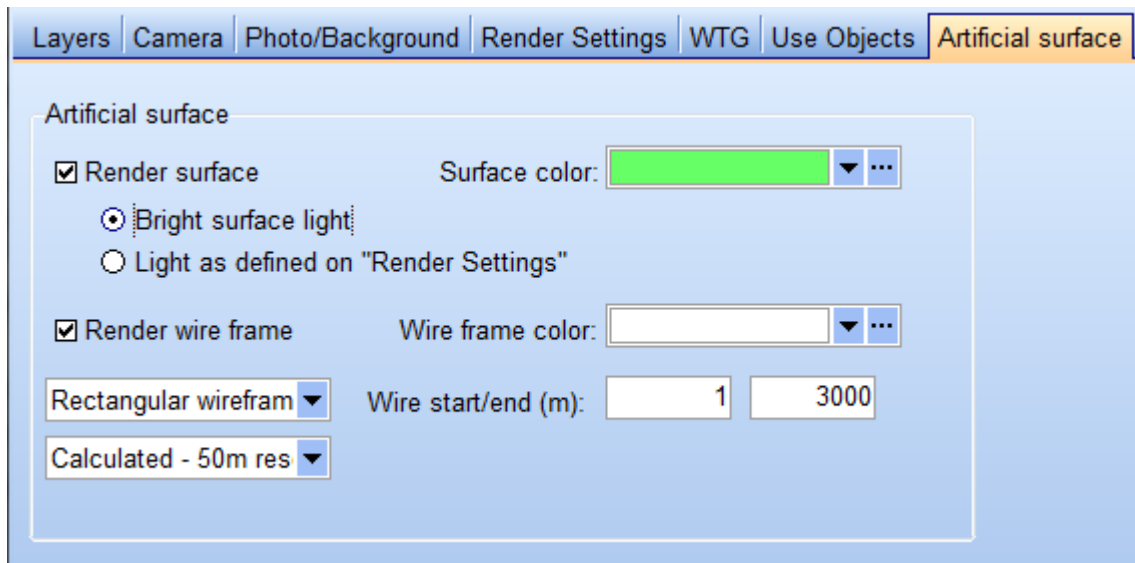 Layers Camera Photo/Background Render Settings WTG Use Objects Artificial surface
Artificial surface
Render surface Surface color:
Bright surface light
Light as defined on "Render Settings"
Render wire frame Wire frame color:
Rectangular wirefram Wire start/end (m): 1 3000
Calculated - 50m res